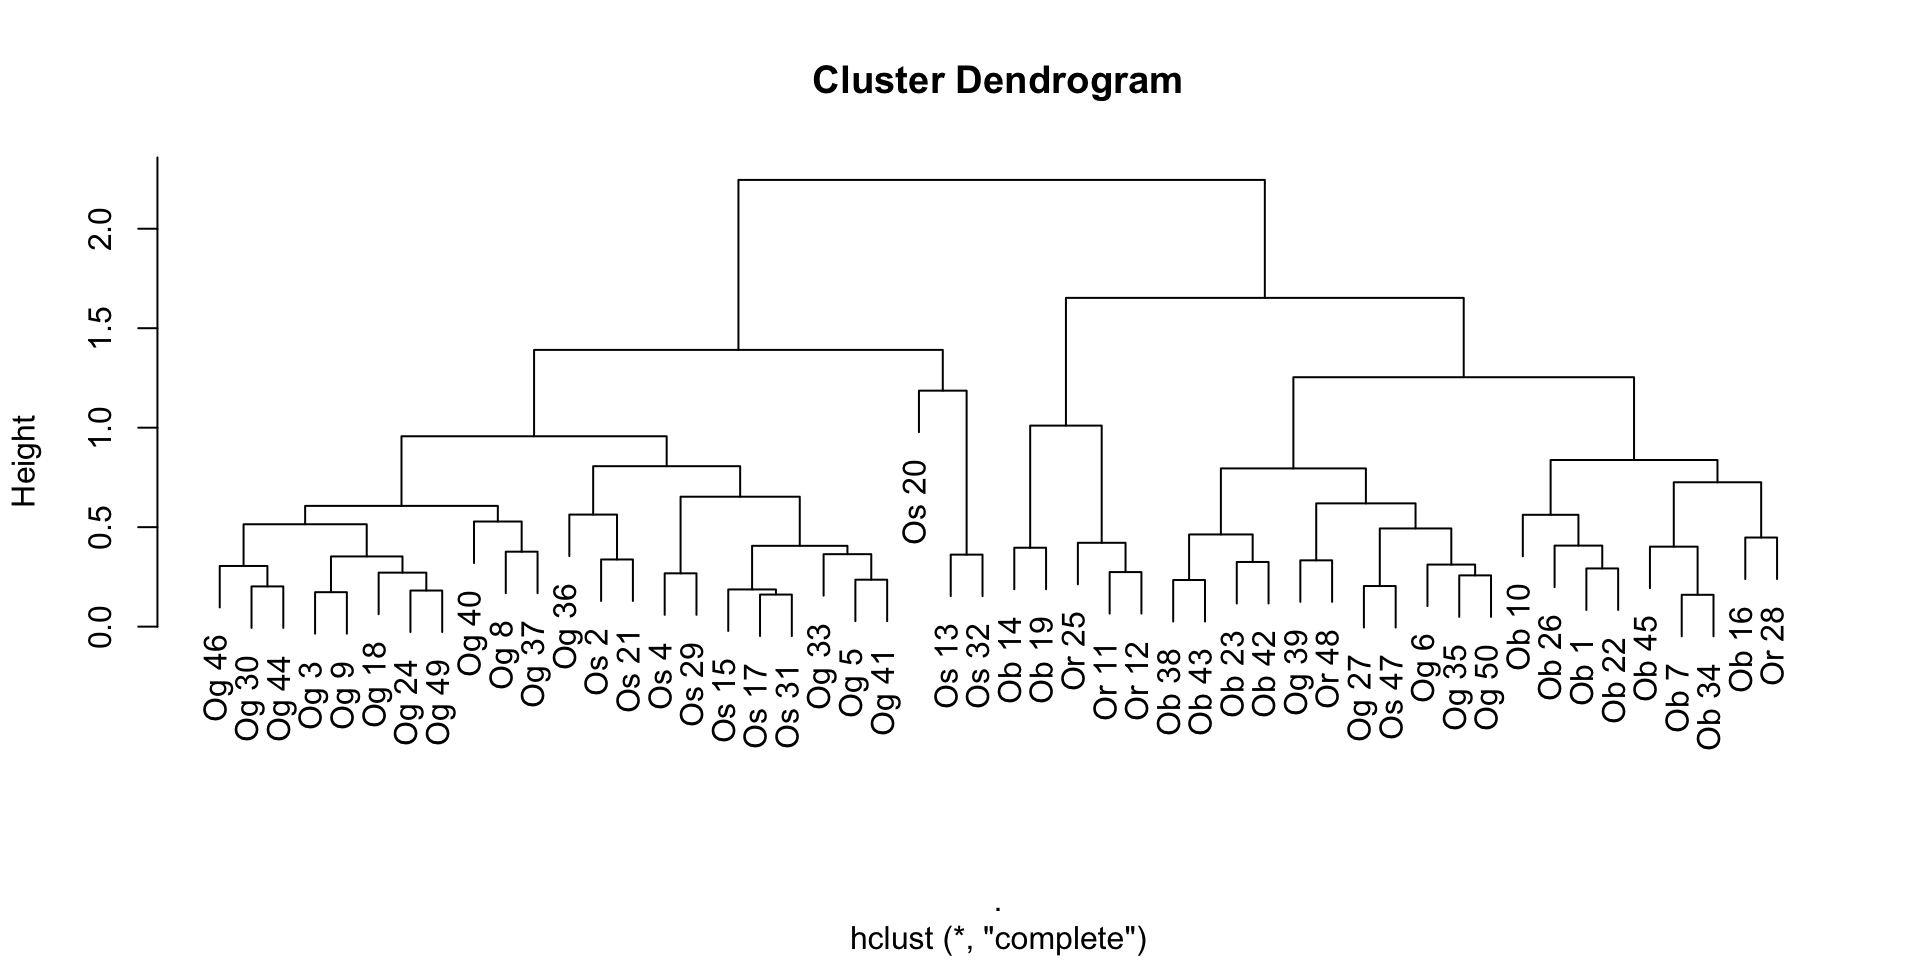 Cluster Dendrogram
Height
2.0
1.5
1.0
0.5
0.0
Og 46
Og 30
Og 44
Og 3
Og 9
Og 18
Og 24
Og 49
Og 40
Og 8
Og 37
Og 36
Os 2
Os 21
Os 4
Os 29
Os 15
Os 17
Os 31
Og 33
Og 5
Og 41
Os 20
Os 13
Os 32
Ob 14
Ob 19
Or 25
Or 11
Or 12
Ob 38
Ob 43
Ob 23
Ob 42
Og 39
Or 48
Og 27
Os 47
Og 6
Og 35
Og 50
Ob 10
Ob 26
Ob 1
Ob 22
Ob 45
Ob 7
Ob 34
Ob 16
Or 28
.
hclust (*, "complete")